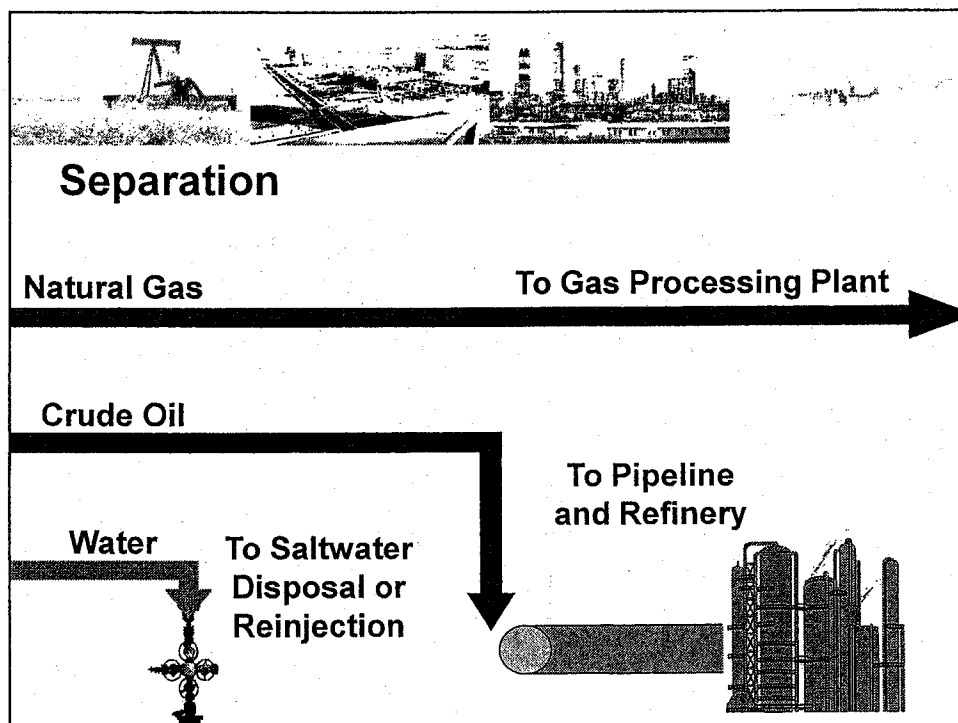 Separation
Natural Gas
To Gas Processing Plant
Crude Oil
To Pipeline
and Refinery
Water
To Saltwater
Disposal or
Reinjection